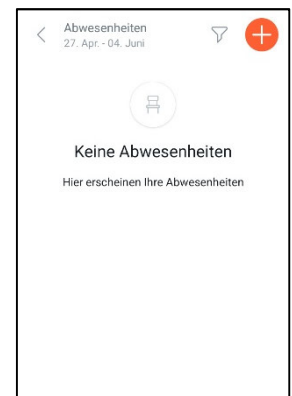 Abwesenheiten
27. Apr. - 04. Juni
Keine Abwesenheiten
Hier erscheinen Ihre Abwesenheiten